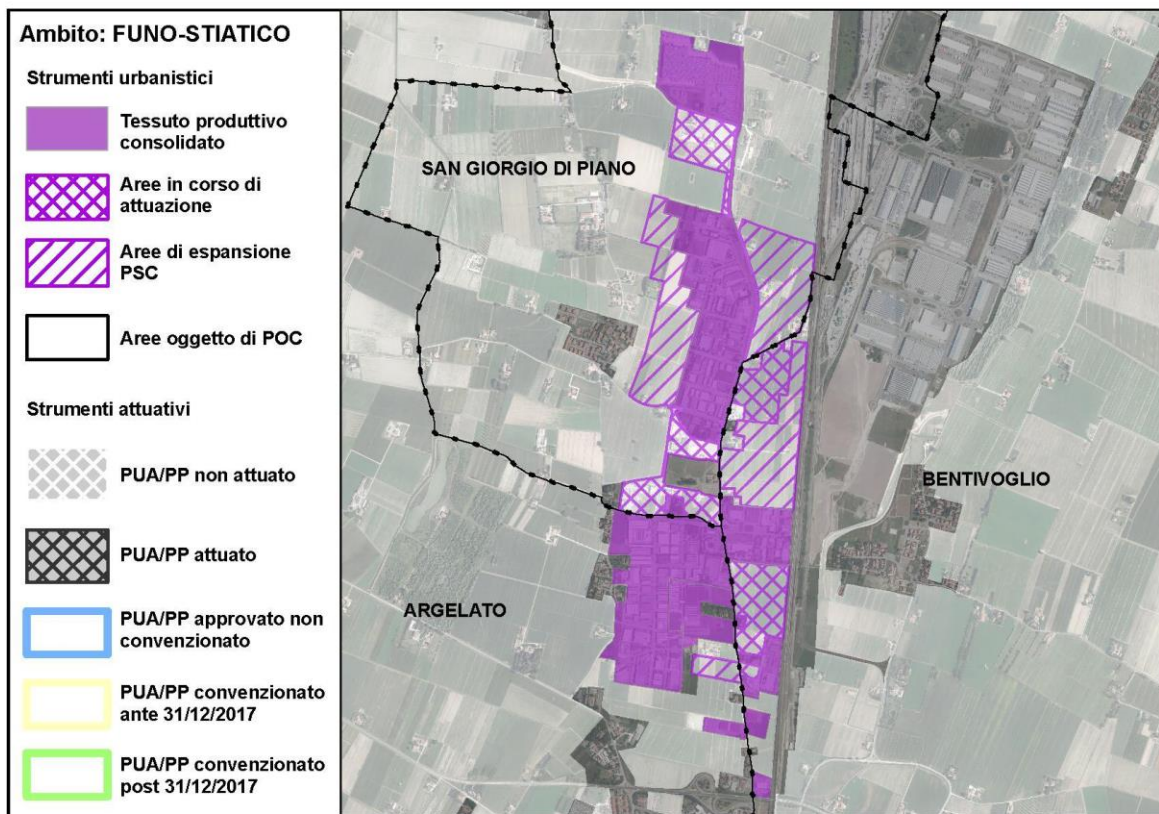 Ambito: FUNO-STIATICO
Strumenti urbanistici
Tessuto produttivo
consolidato
Aree in corso di
attuazione
Aree di espansione
PSC
Aree oggetto di POC
Strumenti attuativi
PUA/PP non attuato
PUA/PP attuato
PUA/PP approvato non
convenzionato
PUA/PP convenzionato
ante 31/12/2017
PUA/PP convenzionato
post 31/12/2017
SAN GIORGIO DI PIANO
BENTIVOGLIO
ARGELATO